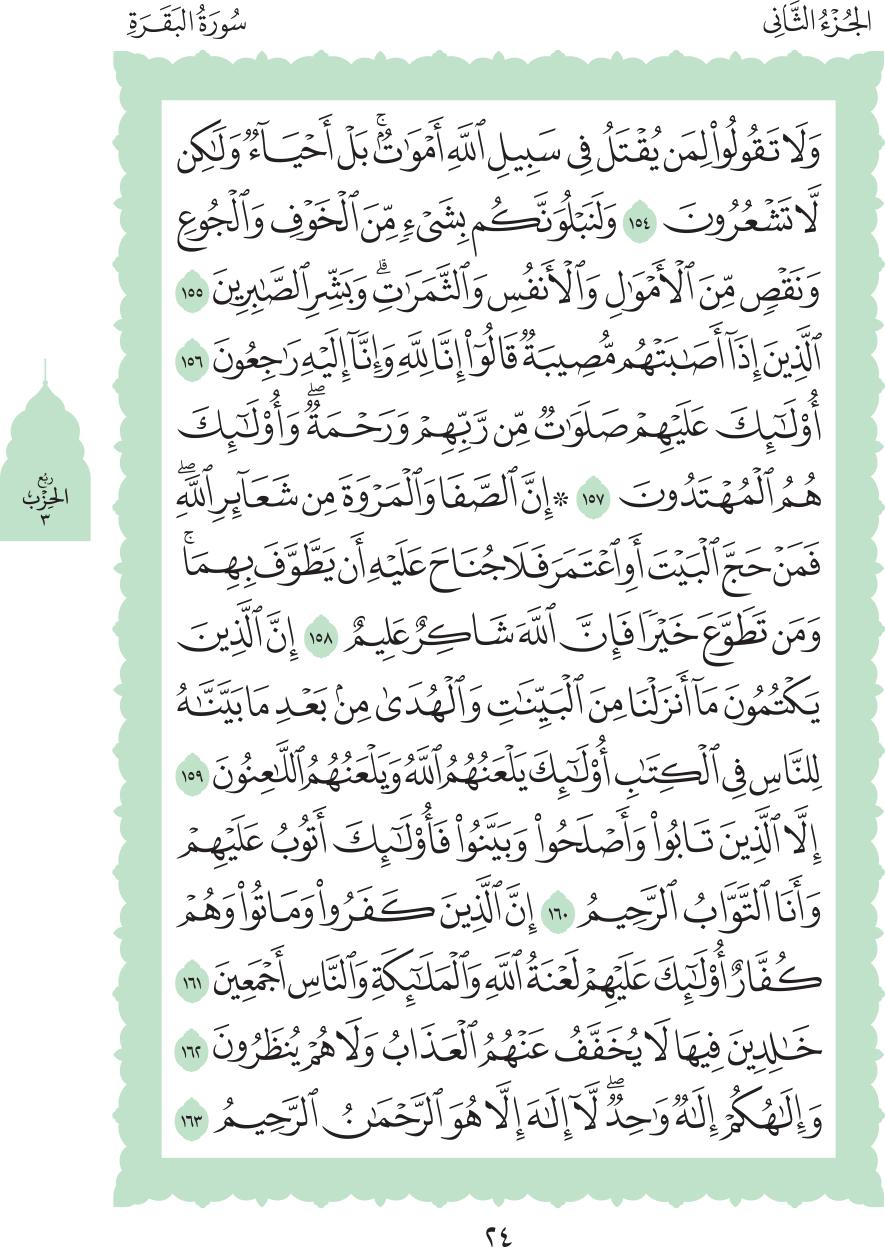 الجُزْءُ الثَّانِي
سُورَةُ البَقَرَةِ
وَلَا تَقُولُوا۟ لِمَن يُقْتَلُ فِى سَبِيلِ ٱللَّهِ أَمْوَٰتٌۢ ۚ بَلْ أَحْيَآءٌ وَلَٰكِن
لَّا تَشْعُرُونَ ١٥٤ وَلَنَبْلُوَنَّكُم بِشَىْءٍ مِّنَ ٱلْخَوْفِ وَٱلْجُوعِ
وَنَقْصٍ مِّنَ ٱلْأَمْوَٰلِ وَٱلْأَنفُسِ وَٱلثَّمَرَٰتِ ۗ وَبَشِّرِ ٱلصَّٰبِرِينَ ١٥٥
ٱلَّذِينَ إِذَآ أَصَٰبَتْهُم مُّصِيبَةٌ قَالُوٓا۟ إِنَّا لِلَّهِ وَإِنَّآ إِلَيْهِ رَٰجِعُونَ ١٥٦
أُو۟لَٰٓئِكَ عَلَيْهِمْ صَلَوَٰتٌ مِّن رَّبِّهِمْ وَرَحْمَةٌ ۖ وَأُو۟لَٰٓئِكَ
هُمُ ٱلْمُهْتَدُونَ ١٥٧ ۞ إِنَّ ٱلصَّفَا وَٱلْمَرْوَةَ مِن شَعَآئِرِ ٱللَّهِ ۖ
فَمَنْ حَجَّ ٱلْبَيْتَ أَوِ ٱعْتَمَرَ فَلَا جُنَاحَ عَلَيْهِ أَن يَطَّوَّفَ بِهِمَا ۚ
وَمَن تَطَوَّعَ خَيْرًا فَإِنَّ ٱللَّهَ شَاكِرٌ عَلِيمٌ ١٥٨ إِنَّ ٱلَّذِينَ
يَكْتُمُونَ مَآ أَنزَلْنَا مِنَ ٱلْبَيِّنَٰتِ وَٱلْهُدَىٰ مِنۢ بَعْدِ مَا بَيَّنَّٰهُ
لِلنَّاسِ فِى ٱلْكِتَٰبِ أُو۟لَٰٓئِكَ يَلْعَنُهُمُ ٱللَّهُ وَيَلْعَنُهُمُ ٱللَّٰعِنُونَ ١٥٩
إِلَّا ٱلَّذِينَ تَابُوا۟ وَأَصْلَحُوا۟ وَبَيَّنُوا۟ فَأُو۟لَٰٓئِكَ أَتُوبُ عَلَيْهِمْ
وَأَنَا ٱلتَّوَّابُ ٱلرَّحِيمُ ١٦٠ إِنَّ ٱلَّذِينَ كَفَرُوا۟ وَمَاتُوا۟ وَهُمْ
كُفَّارٌ أُو۟لَٰٓئِكَ عَلَيْهِمْ لَعْنَةُ ٱللَّهِ وَٱلْمَلَٰٓئِكَةِ وَٱلنَّاسِ أَجْمَعِينَ ١٦١
خَٰلِدِينَ فِيهَا لَا يُخَفَّفُ عَنْهُمُ ٱلْعَذَابُ وَلَا هُمْ يُنظَرُونَ ١٦٢
وَإِلَٰهُكُمْ إِلَٰهٌ وَٰحِدٌ ۖ لَّآ إِلَٰهَ إِلَّا هُوَ ٱلرَّحْمَٰنُ ٱلرَّحِيمُ ١٦٣
رُبُع
الحِزْب
٣
٢٤